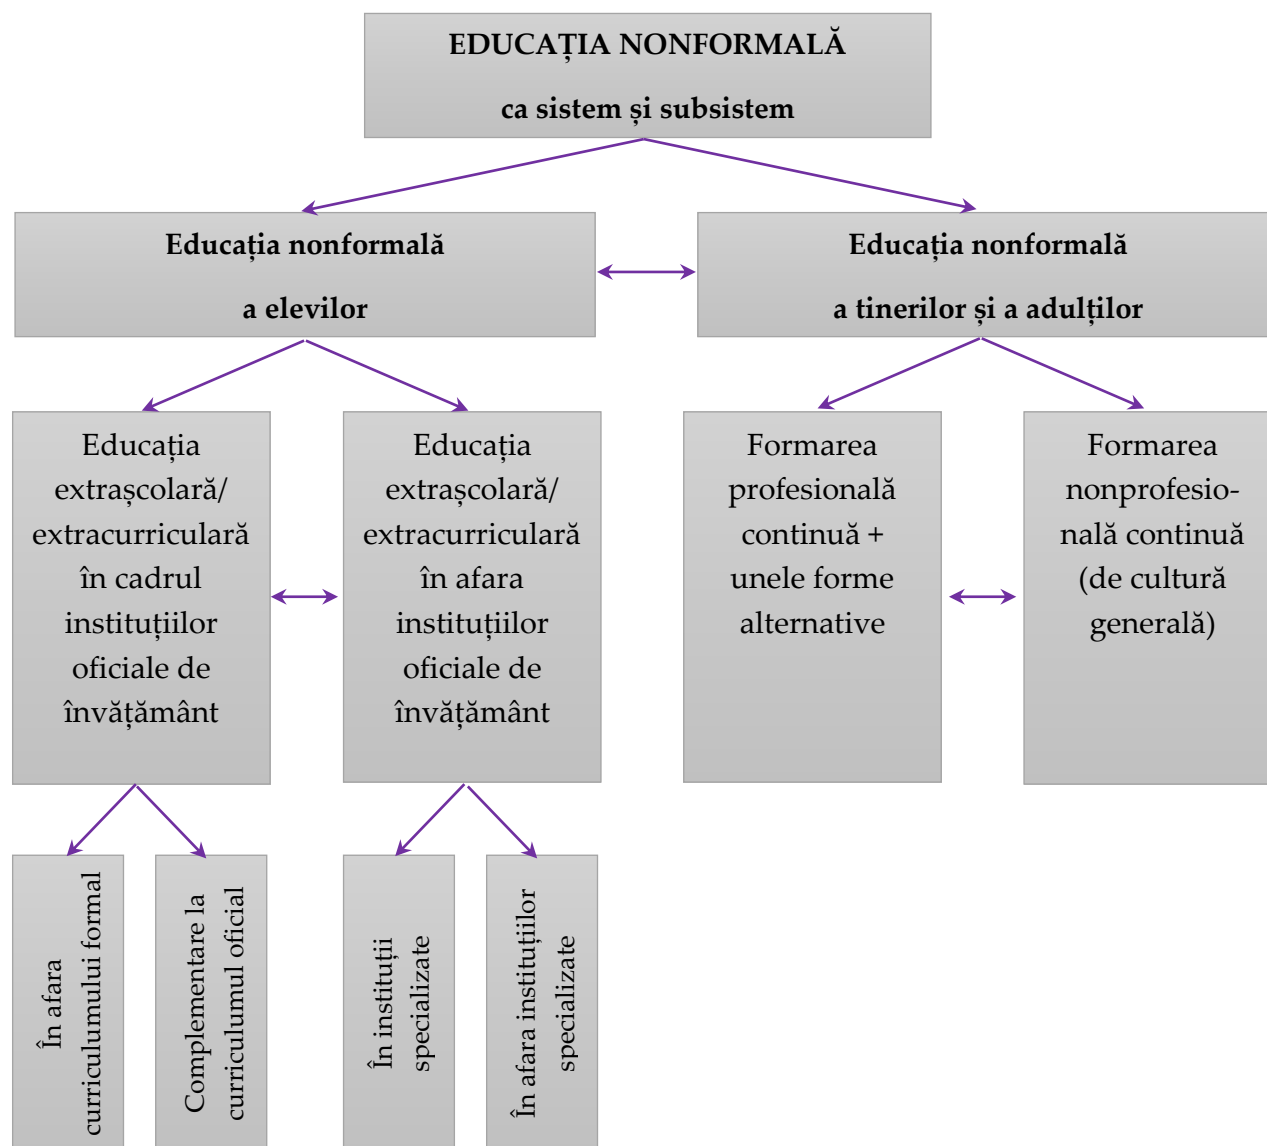 EDUCAȚIA NONFORMALĂ
ca sistem și subsistem
Educația nonformală
a elevilor
Educația nonformală
a tinerilor și a adulților
Educația
extrașcolară/
extracurriculară
în cadrul
instituțiilor
oficiale de
învățământ
Educația
extrașcolară/
extracurriculară
în afara
instituțiilor
oficiale de
învățământ
Formarea
profesională
continuă +
unele forme
alternative
Formarea
nonprofesio-
nală continuă
(de cultură
generală)
În afara
curriculumului formal
Complementare la
curriculumul oficial
În instituții
specializate
În afara instituțiilor
specializate